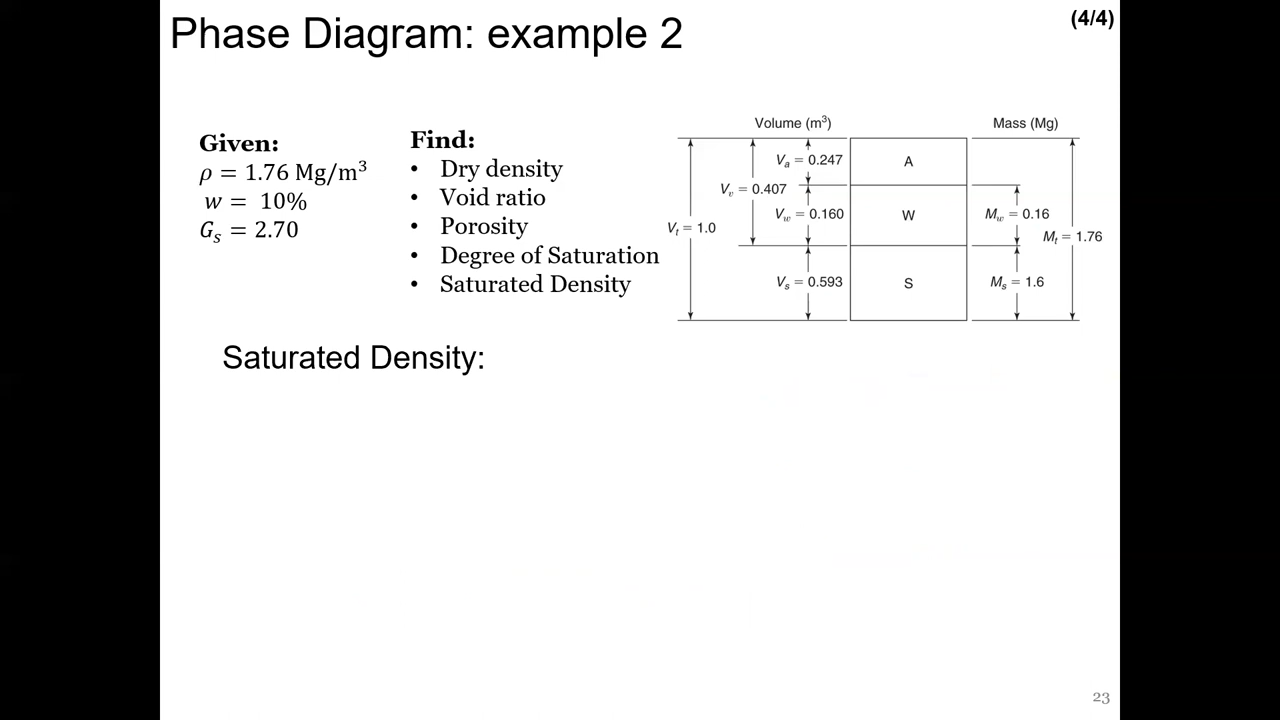 Phase Diagram: example 2
(4/4)
Given:
ρ = 1.76 Mg/m³
w = 10%
Gₛ = 2.70
Find:
• Dry density
• Void ratio
• Porosity
• Degree of Saturation
• Saturated Density
Volume (m³)
Mass (Mg)
Vₐ = 0.247
A
Vᵥ = 0.407
V_w = 0.160
W
M_w = 0.16
Vₜ = 1.0
Mₜ = 1.76
Vₛ = 0.593
S
Mₛ = 1.6
Saturated Density:
23